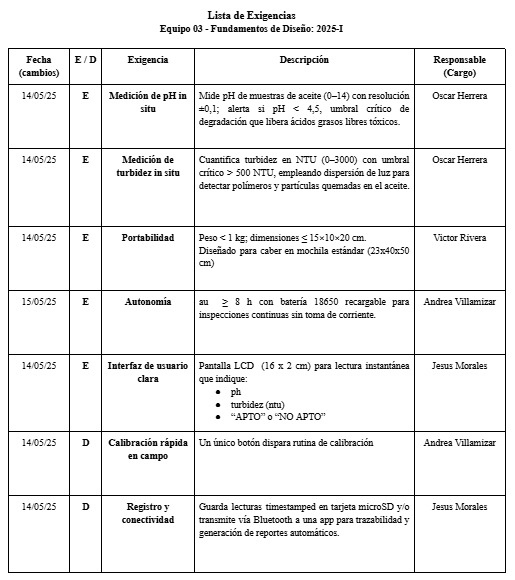 Lista de Exigencias
Equipo 03 - Fundamentos de Diseño: 2025-I
Fecha (cambios) E / D Exigencia Descripción Responsable (Cargo)
14/05/25 E Medición de pH in situ Mide pH de muestras de aceite (0–14) con resolución
±0,1; alerta si pH < 4,5, umbral crítico de
degradación que libera ácidos grasos libres tóxicos. Oscar Herrera
14/05/25 E Medición de turbidez in situ Cuantifica turbidez en NTU (0–3000) con umbral
crítico > 500 NTU, empleando dispersión de luz para
detectar polímeros y partículas quemadas en el aceite. Oscar Herrera
14/05/25 E Portabilidad Peso < 1 kg; dimensiones ≤ 15×10×20 cm.
Diseñado para caber en mochila estándar (23x40x50
cm) Victor Rivera
15/05/25 E Autonomía au ≥ 8 h con batería 18650 recargable para
inspecciones continuas sin toma de corriente. Andrea Villamizar
14/05/25 E Interfaz de usuario clara Pantalla LCD (16 x 2 cm) para lectura instantánea
que indique:
● ph
● turbidez (ntu)
● “APTO” o “NO APTO” Jesus Morales
14/05/25 D Calibración rápida en campo Un único botón dispara rutina de calibración Andrea Villamizar
14/05/25 D Registro y conectividad Guarda lecturas timestamped en tarjeta microSD y/o
transmite vía Bluetooth a una app para trazabilidad y
generación de reportes automáticos. Jesus Morales